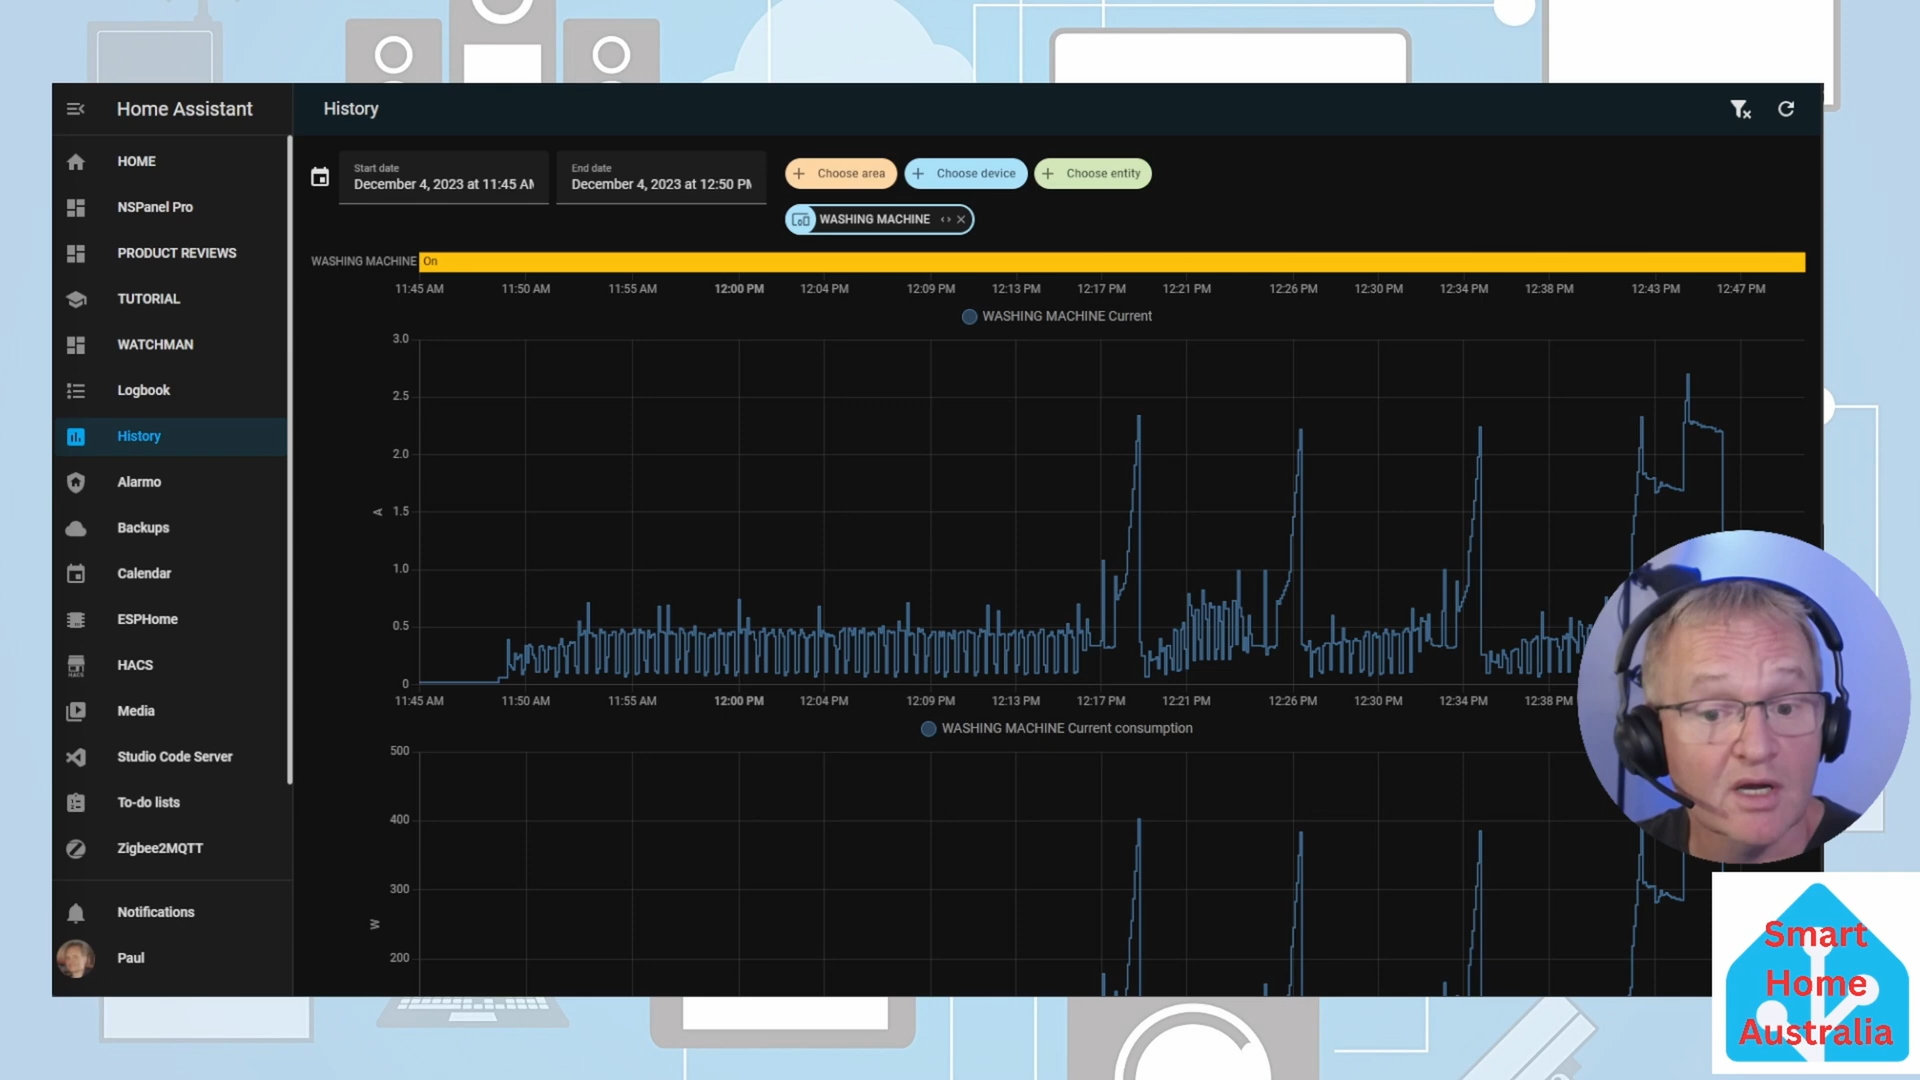 Home Assistant
History
HOME
NSPanel Pro
PRODUCT REVIEWS
TUTORIAL
WATCHMAN
Logbook
History
Alarmo
Backups
Calendar
ESPHome
HACS
HACS
Media
Studio Code Server
To-do lists
Zigbee2MQTT
Notifications
Paul
Start date
December 4, 2023 at 11:45 AM
End date
December 4, 2023 at 12:50 PM
Choose area
Choose device
Choose entity
WASHING MACHINE
WASHING MACHINE On
11:45 AM 11:50 AM 11:55 AM 12:00 PM 12:04 PM 12:09 PM 12:13 PM 12:17 PM 12:21 PM 12:26 PM 12:30 PM 12:34 PM 12:38 PM 12:43 PM 12:47 PM
WASHING MACHINE Current
3.0
2.5
2.0
A 1.5
1.0
0.5
0
11:45 AM 11:50 AM 11:55 AM 12:00 PM 12:04 PM 12:09 PM 12:13 PM 12:17 PM 12:21 PM 12:26 PM 12:30 PM 12:34 PM 12:38 PM
WASHING MACHINE Current consumption
500
400
300
W
200
Smart
Home
Australia